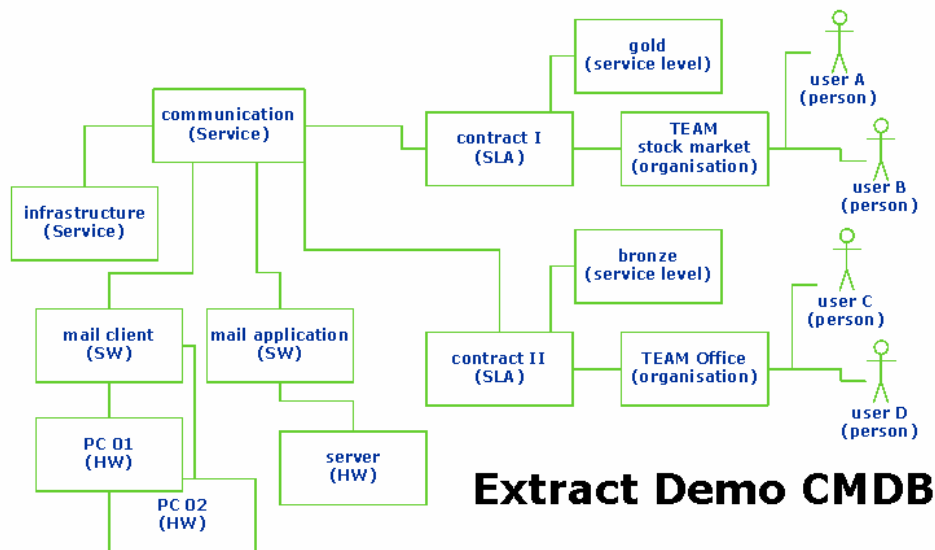 gold
(service level)
user A
(person)
communication
(Service)
contract I
(SLA)
TEAM
stock market
(organisation)
user B
(person)
infrastructure
(Service)
bronze
(service level)
user C
(person)
mail client
(SW)
mail application
(SW)
contract II
(SLA)
TEAM Office
(organisation)
user D
(person)
PC 01
(HW)
server
(HW)
PC 02
(HW)
Extract Demo CMDB